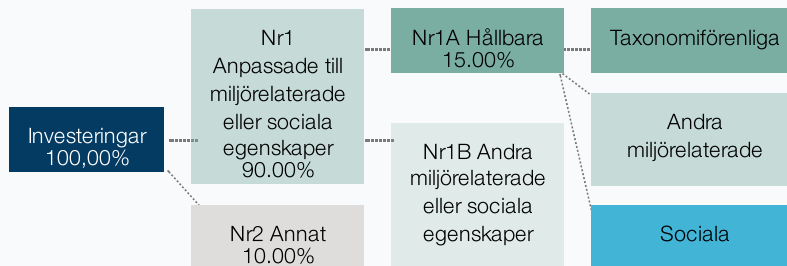 Investeringar
100,00%
Nr1
Anpassade till
miljörelaterade
eller sociala
egenskaper
90.00%
Nr2 Annat
10.00%
Nr1A Hållbara
15.00%
Nr1B Andra
miljörelaterade
eller sociala
egenskaper
Taxonomiförenliga
Andra
miljörelaterade
Sociala